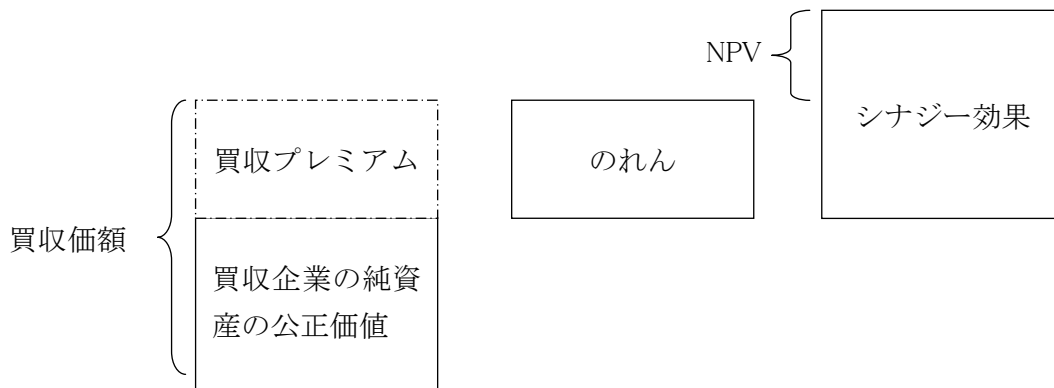 NPV
シナジー効果
買収プレミアム
のれん
買収価額
買収企業の純資
産の公正価値